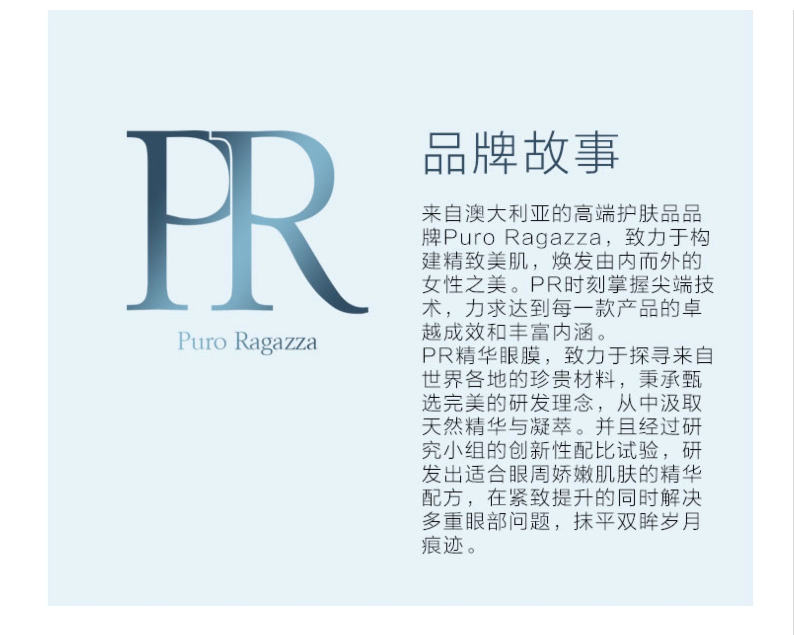 PR
Puro Ragazza
品牌故事
来自澳大利亚的高端护肤品品
牌Puro Ragazza，致力于构
建精致美肌，焕发由内而外的
女性之美。PR时刻掌握尖端技
术，力求达到每一款产品的卓
越成效和丰富内涵。
PR精华眼膜，致力于探寻来自
世界各地的珍贵材料，秉承甄
选完美的研发理念，从中汲取
天然精华与凝萃。并且经过研
究小组的创新性配比试验，研
发出适合眼周娇嫩肌肤的精华
配方，在紧致提升的同时解决
多重眼部问题，抹平双眸岁月
痕迹。